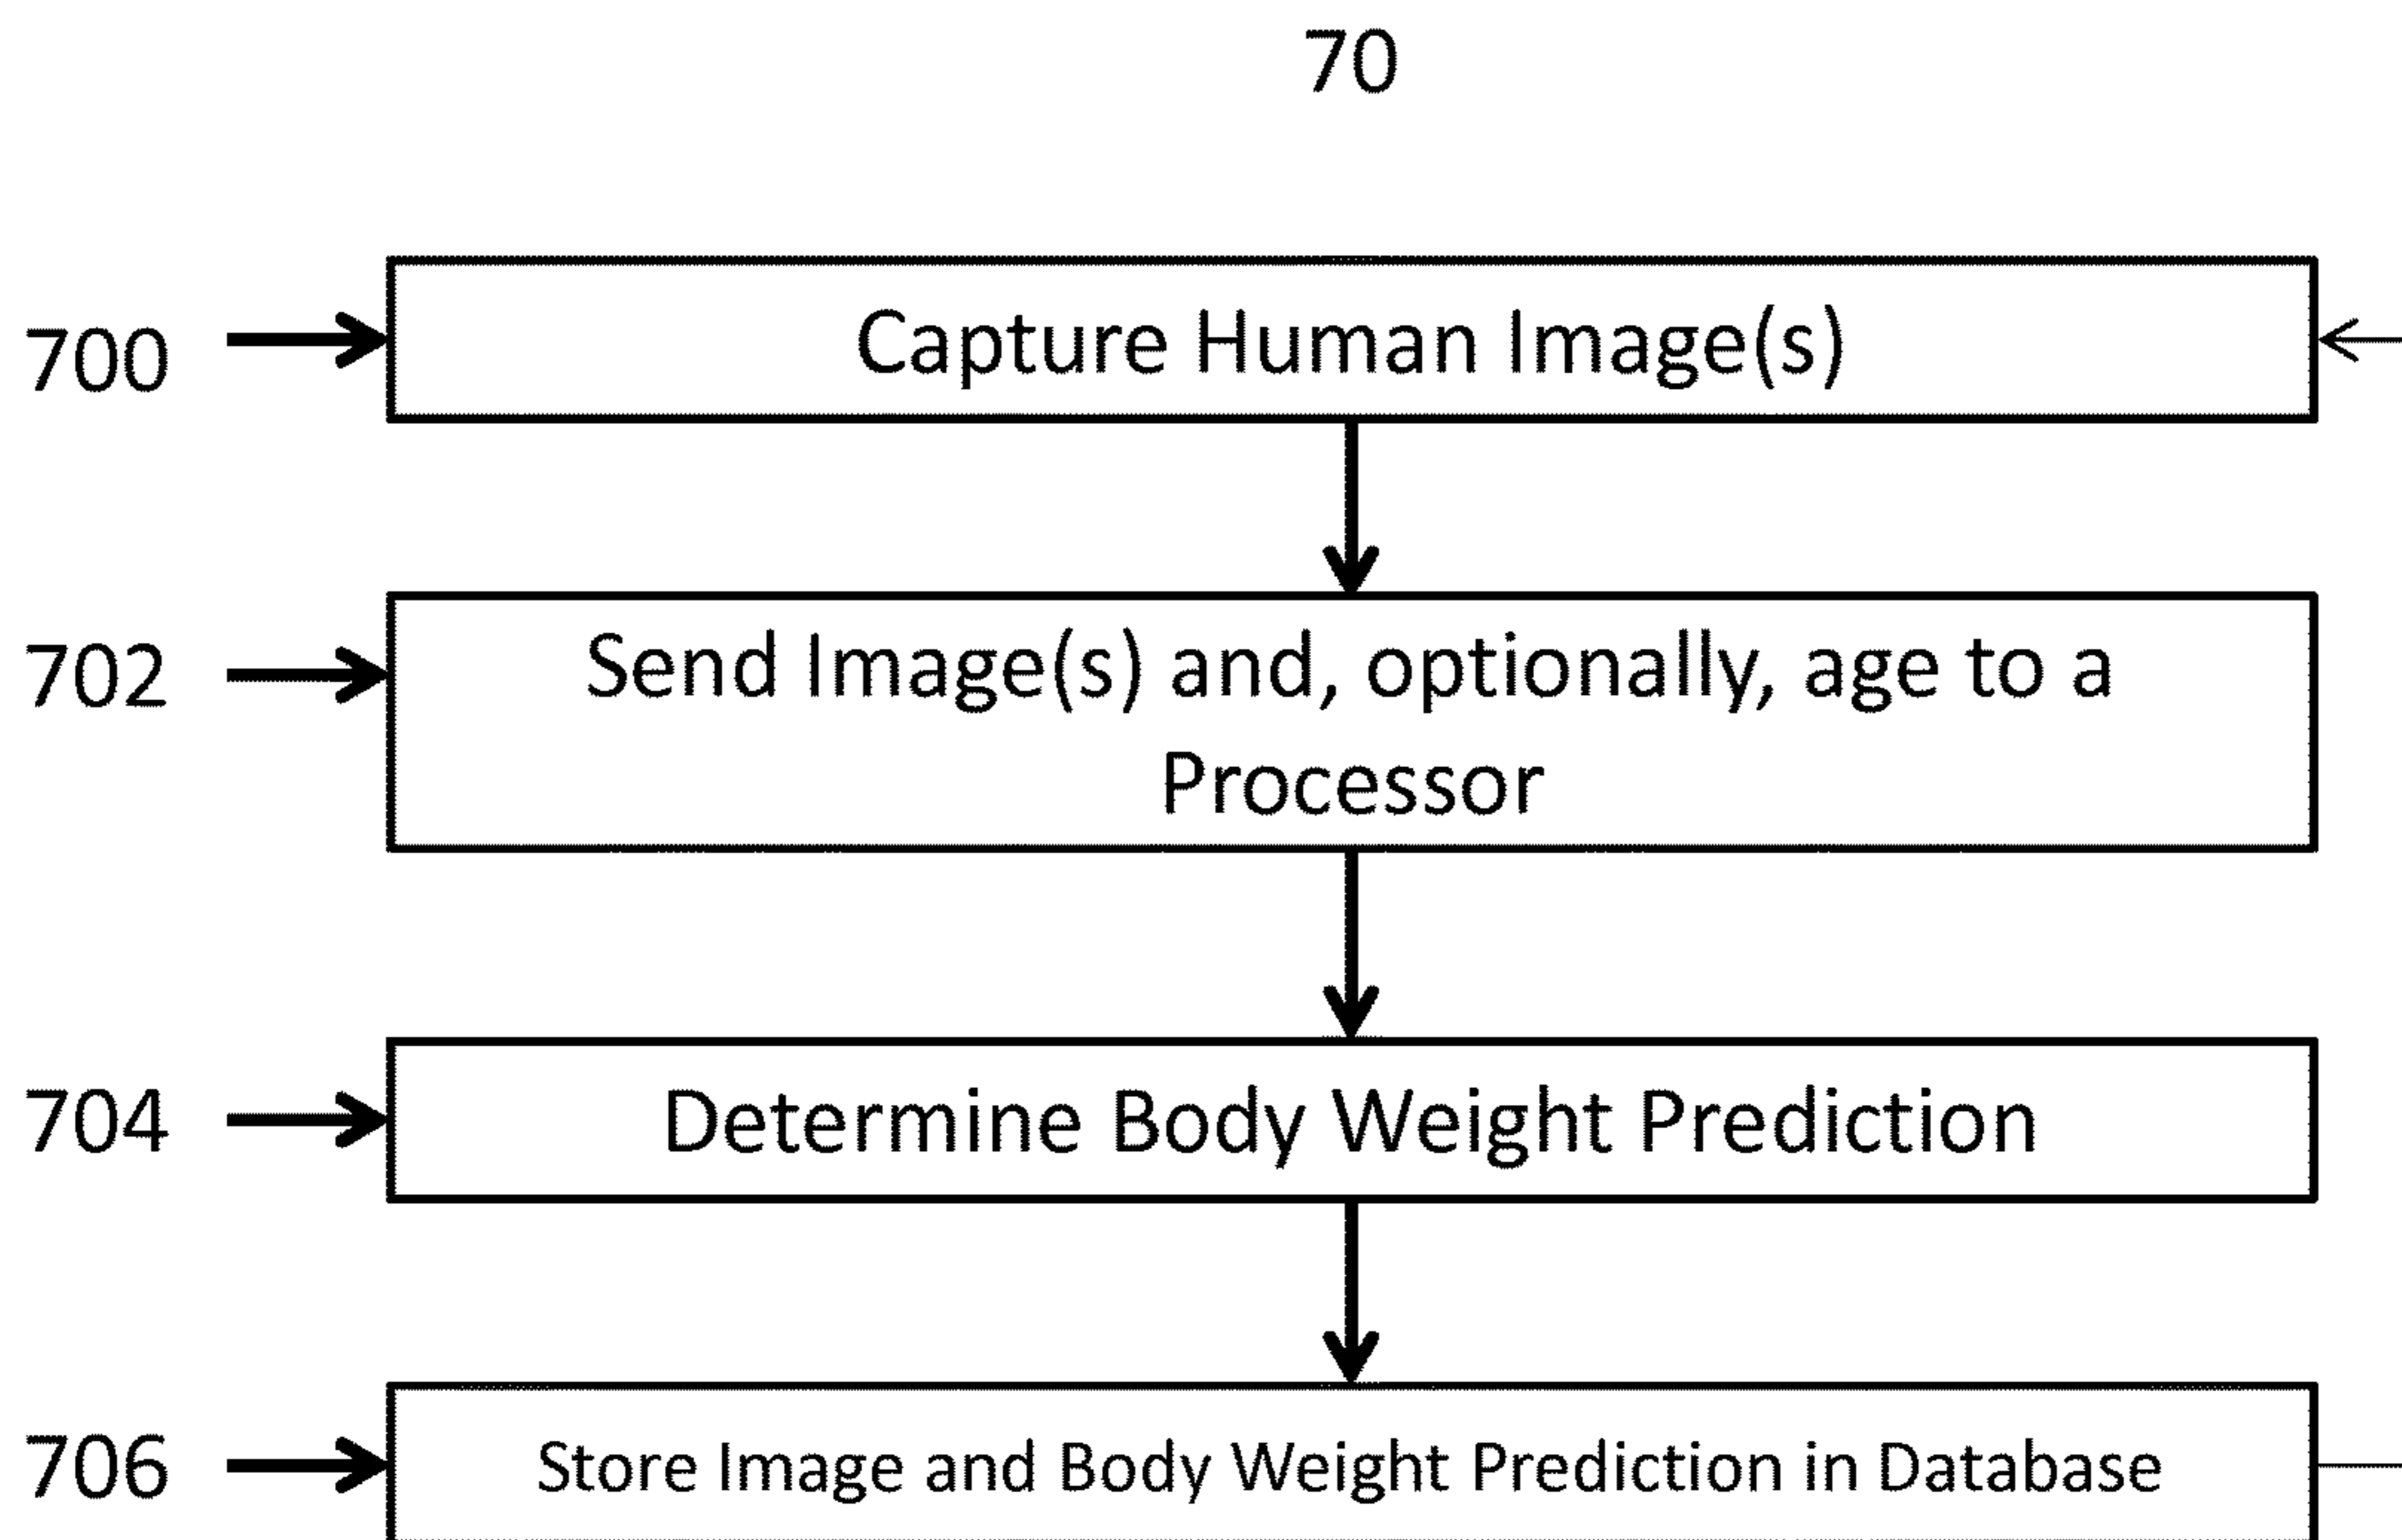 70
700
Capture Human Image(s)
702
Send Image(s) and, optionally, age to a
Processor
704
Determine Body Weight Prediction
706
Store Image and Body Weight Prediction in Database